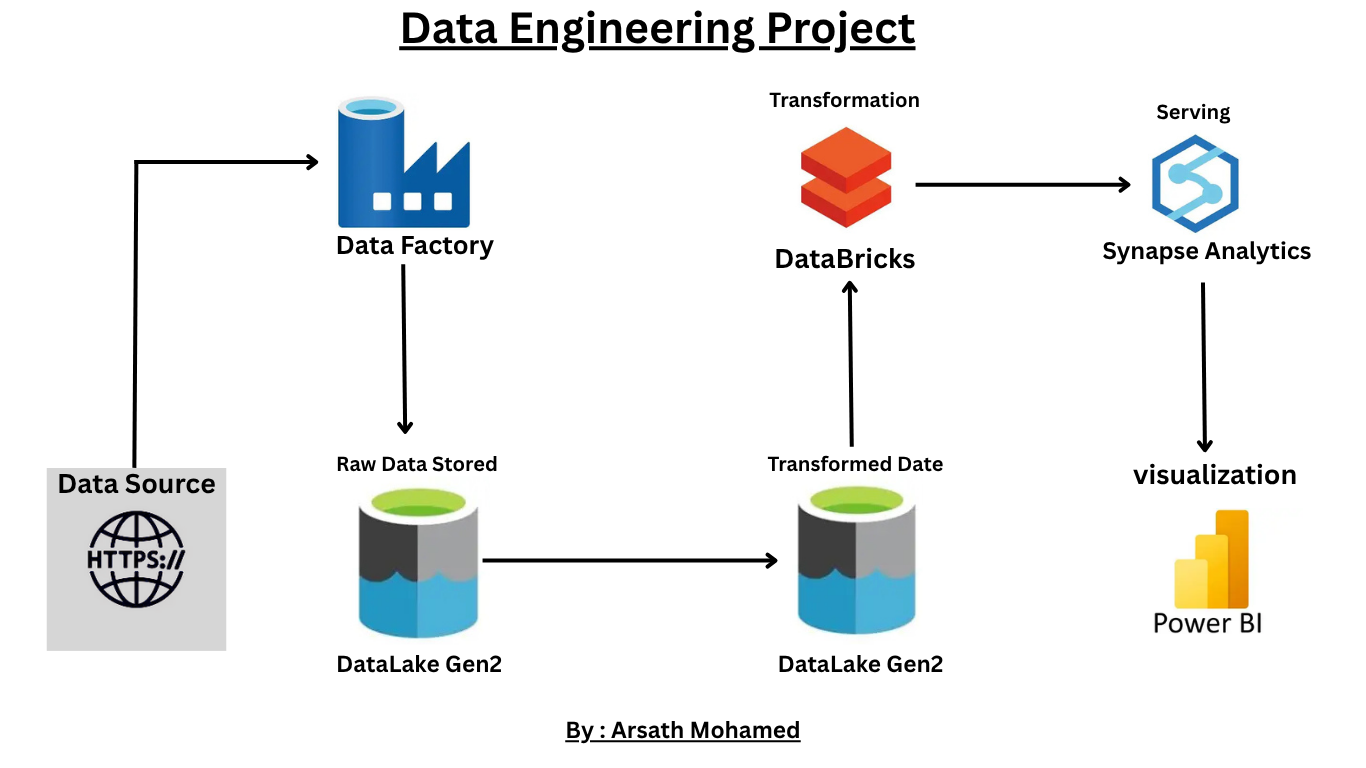 Data Engineering Project
Transformation
Serving
Data Factory
DataBricks
Synapse Analytics
Data Source
HTTPS://
Raw Data Stored
Transformed Date
visualization
DataLake Gen2
DataLake Gen2
Power BI
By : Arsath Mohamed